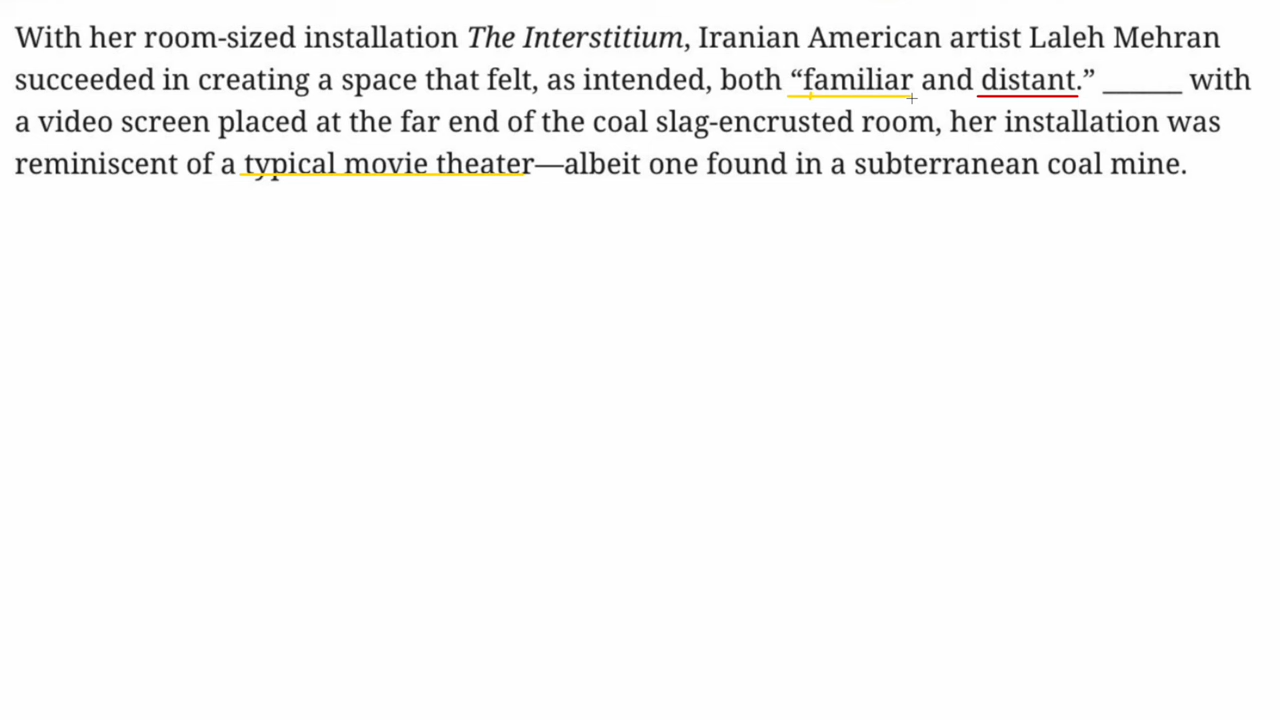 With her room-sized installation The Interstitium, Iranian American artist Laleh Mehran
succeeded in creating a space that felt, as intended, both “familiar and distant.” ______ with
a video screen placed at the far end of the coal slag-encrusted room, her installation was
reminiscent of a typical movie theater—albeit one found in a subterranean coal mine.